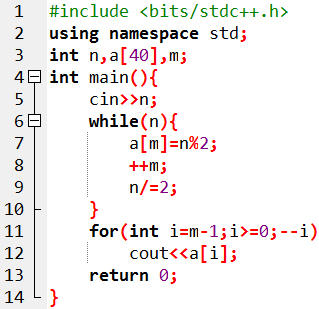 1 #include <bits/stdc++.h>
2 using namespace std;
3 int n,a[40],m;
4 int main(){
5     cin>>n;
6     while(n){
7         a[m]=n%2;
8         ++m;
9         n/=2;
10     }
11     for(int i=m-1;i>=0;--i)
12         cout<<a[i];
13     return 0;
14 }